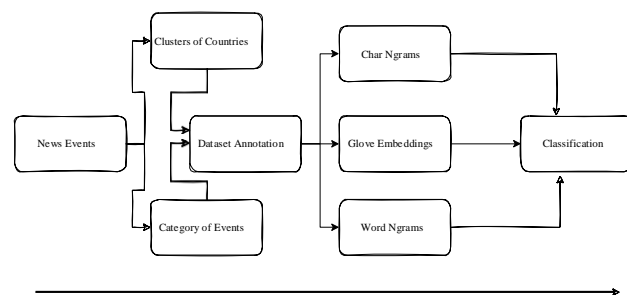 Clusters of Countries
Char Ngrams
News Events
Dataset Annotation
Glove Embeddings
Classification
Category of Events
Word Ngrams